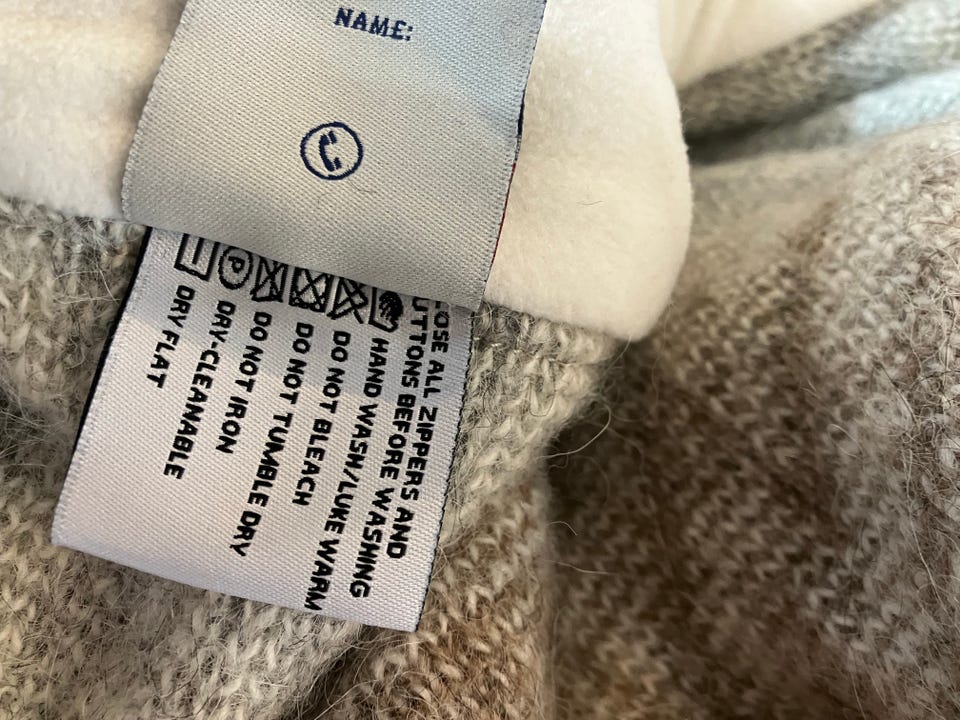 NAME:
LOSE ALL ZIPPERS AND
UTTONS BEFORE WASHING
HAND WASH/LUKE WARM
DO NOT BLEACH
DO NOT TUMBLE DRY
DO NOT IRON
P DRY-CLEANABLE
DRY FLAT